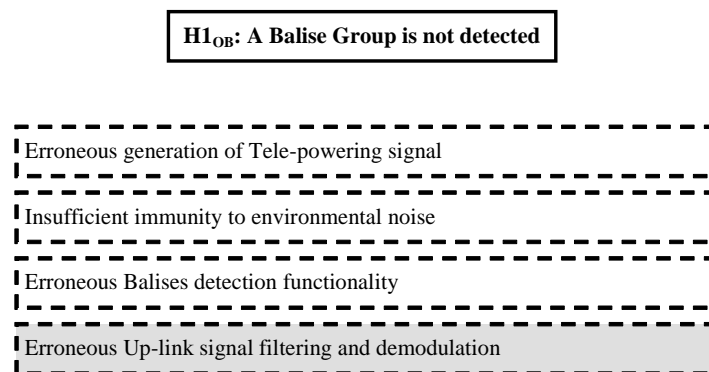 H1OB: A Balise Group is not detected
Erroneous generation of Tele-powering signal
Insufficient immunity to environmental noise
Erroneous Balises detection functionality
Erroneous Up-link signal filtering and demodulation